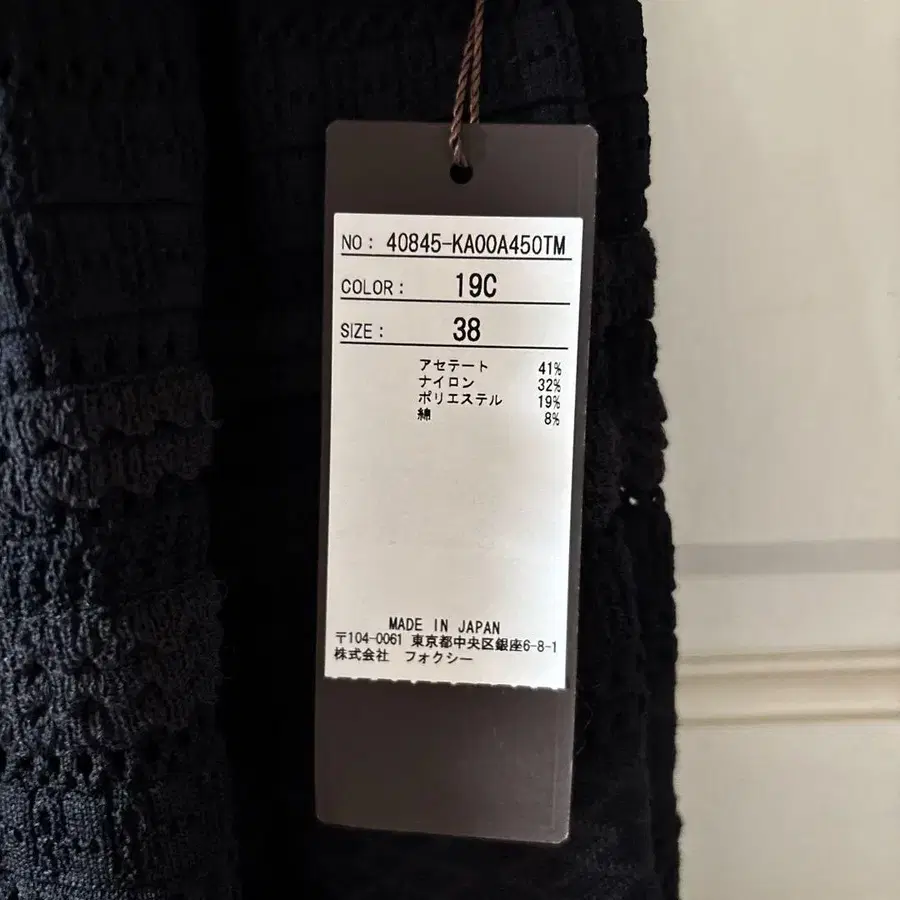 NO: 40845-KA00A450TM
COLOR: 19C
SIZE: 38
アセテート 41%
ナイロン 32%
ポリエステル 19%
綿 8%
MADE IN JAPAN
〒104-0061 東京都中央区銀座6-8-1
株式会社 フォクシー